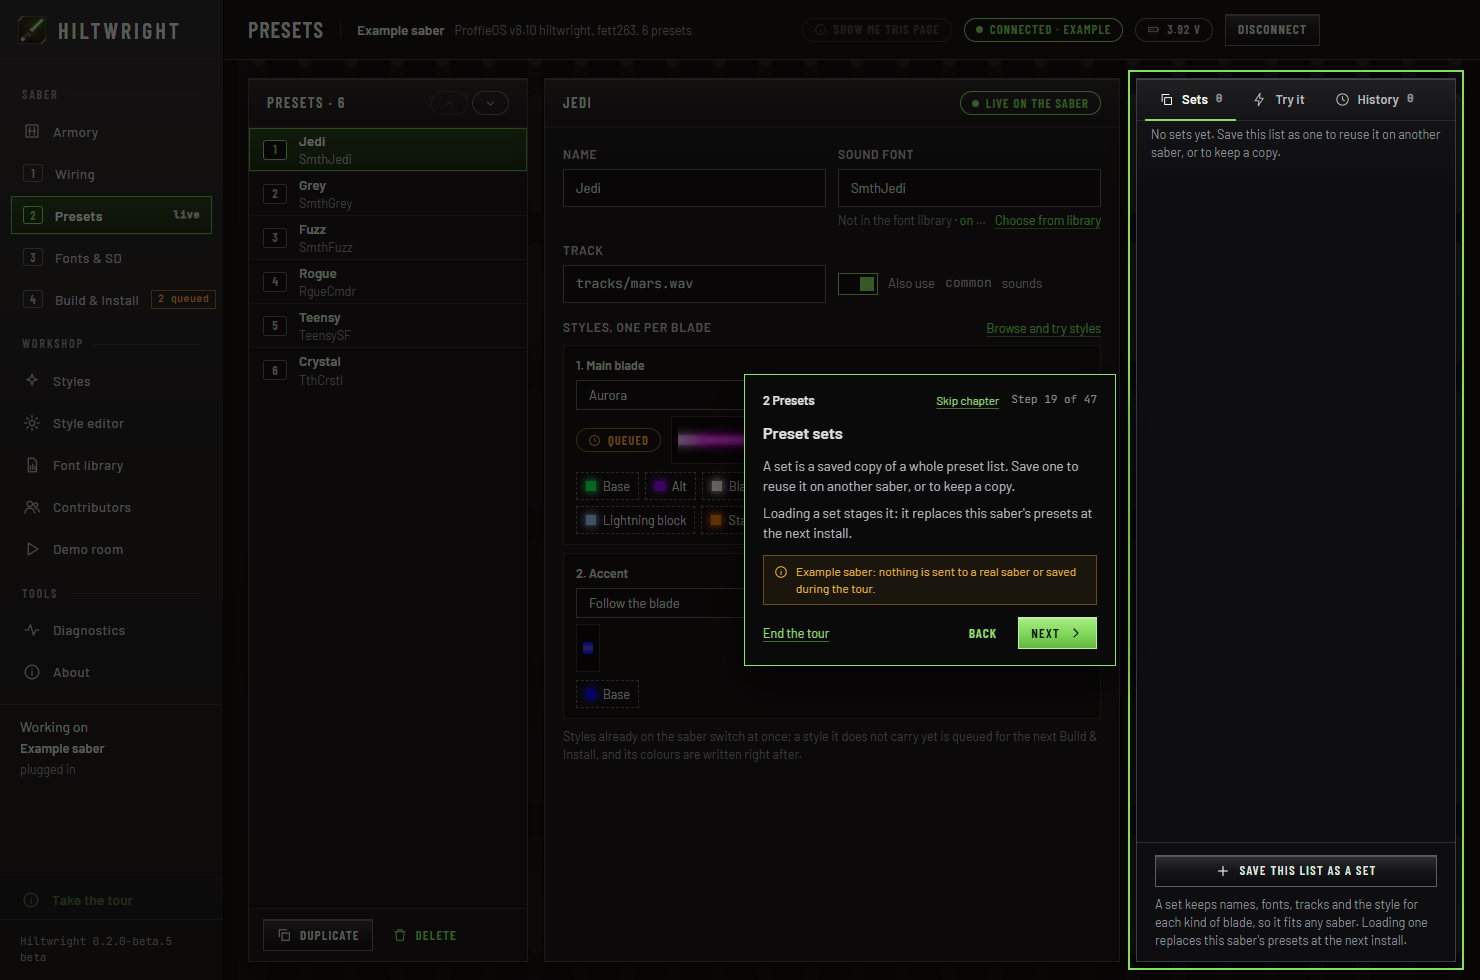 HILTWRIGHT
SABER
Armory
1 Wiring
2 Presets live
3 Fonts & SD
4 Build & Install 2 queued
WORKSHOP
Styles
Style editor
Font library
Contributors
Demo room
TOOLS
Diagnostics
About
Working on
Example saber
plugged in
Take the tour
Hiltwright 0.2.0-beta.5
beta
PRESETS
Example saber ProffieOS v8.10 hiltwright, fett263, 6 presets
SHOW ME THIS PAGE
CONNECTED · EXAMPLE
3.92 V
DISCONNECT
PRESETS · 6
1 Jedi
SmthJedi
2 Grey
SmthGrey
3 Fuzz
SmthFuzz
4 Rogue
RgueCmdr
5 Teensy
TeensySF
6 Crystal
TthCrstl
DUPLICATE
DELETE
JEDI
LIVE ON THE SABER
NAME
SOUND FONT
Jedi
SmthJedi
Not in the font library · on ... Choose from library
TRACK
tracks/mars.wav
Also use common sounds
STYLES, ONE PER BLADE
Browse and try styles
1. Main blade
Aurora
QUEUED
Base Alt Bla
Lightning block Sta
2. Accent
Follow the blade
Base
Styles already on the saber switch at once; a style it does not carry yet is queued for the next Build &
Install, and its colours are written right after.
2 Presets Skip chapter Step 19 of 47
Preset sets
A set is a saved copy of a whole preset list. Save one to
reuse it on another saber, or to keep a copy.
Loading a set stages it: it replaces this saber's presets at
the next install.
Example saber: nothing is sent to a real saber or saved
during the tour.
End the tour
BACK
NEXT
Sets 0 Try it History 0
No sets yet. Save this list as one to reuse it on another
saber, or to keep a copy.
SAVE THIS LIST AS A SET
A set keeps names, fonts, tracks and the style for
each kind of blade, so it fits any saber. Loading one
replaces this saber's presets at the next install.